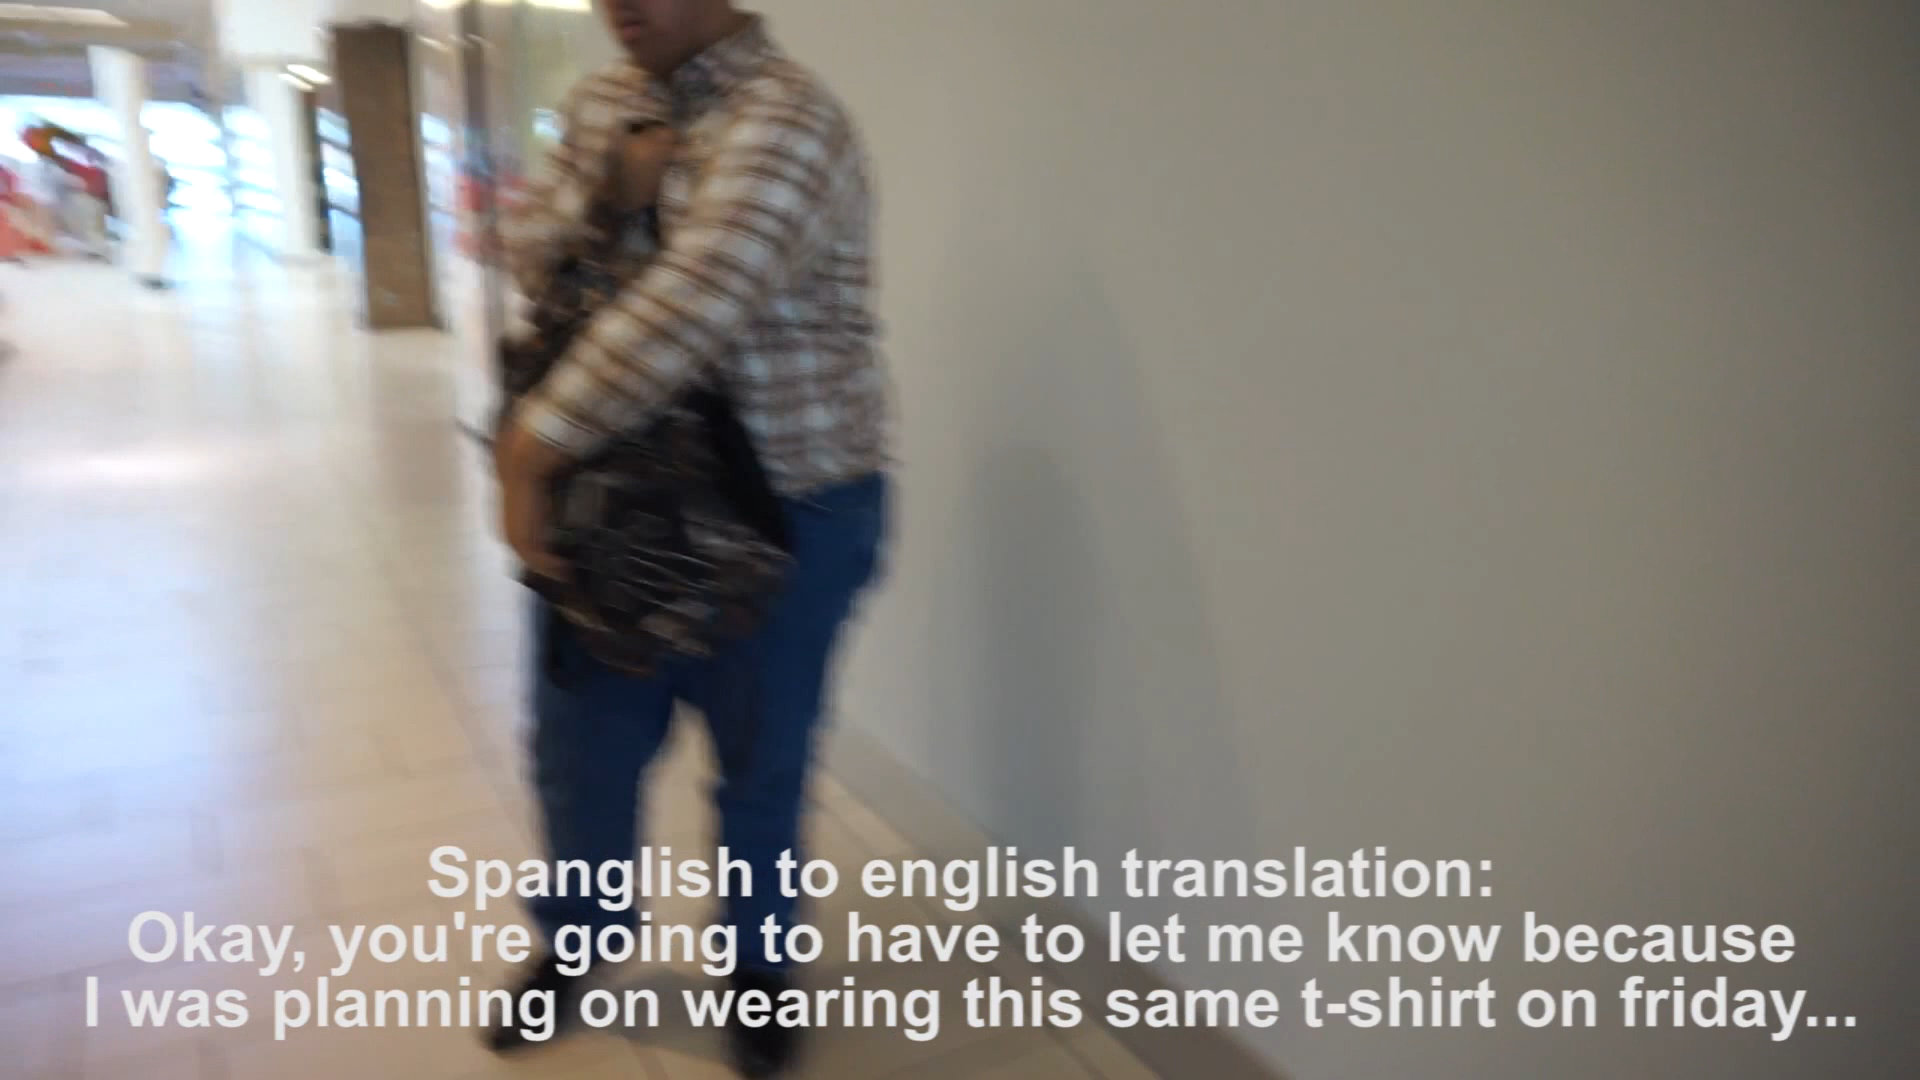 Spanglish to english translation:
Okay, you're going to have to let me know because
I was planning on wearing this same t-shirt on friday...